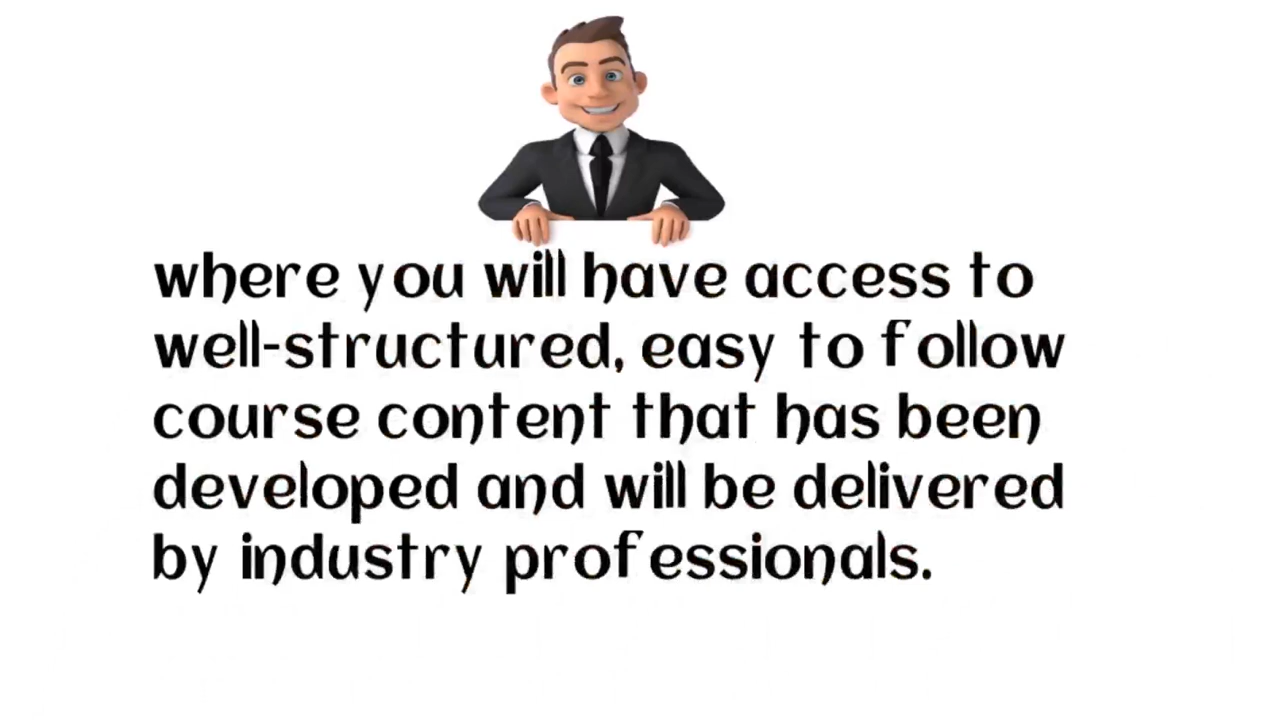 where you will have access to
well-structured, easy to follow
course content that has been
developed and will be delivered
by industry professionals.